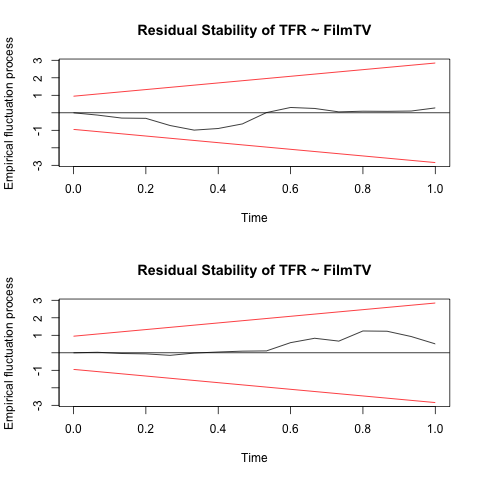 Residual Stability of TFR ~ FilmTV
Empirical fluctuation process
3
2
1
-1
-3
0.0 0.2 0.4 0.6 0.8 1.0
Time
Residual Stability of TFR ~ FilmTV
Empirical fluctuation process
3
2
1
-1
-3
0.0 0.2 0.4 0.6 0.8 1.0
Time